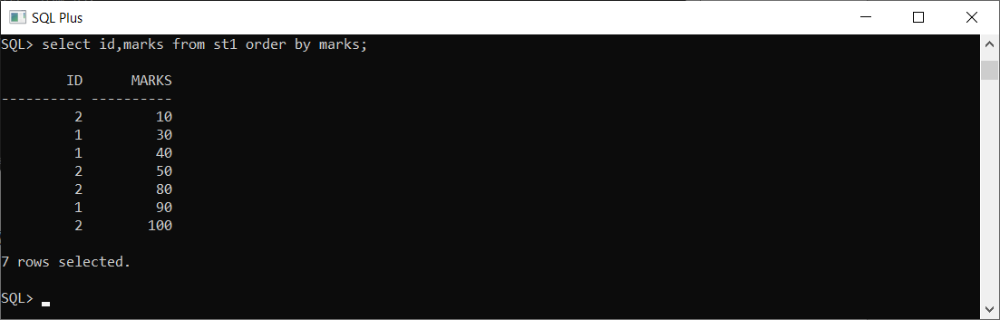 SQL Plus
SQL> select id,marks from st1 order by marks;
        ID      MARKS
---------- ----------
         2         10
         1         30
         1         40
         2         50
         2         80
         1         90
         2        100
7 rows selected.
SQL>